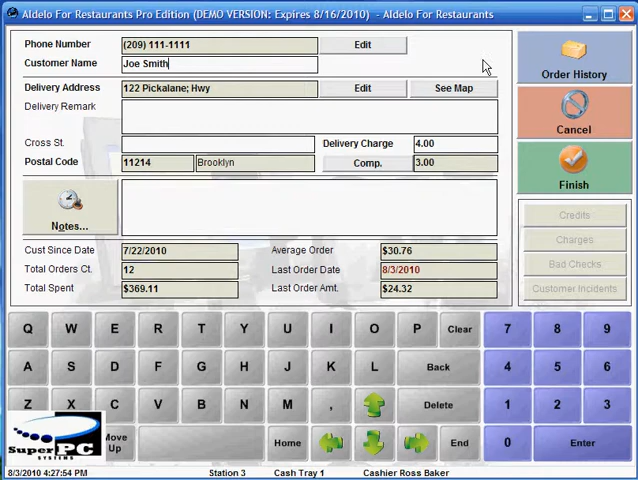 Aldelo For Restaurants Pro Edition (DEMO VERSION: Expires 8/16/2010) - Aldelo For Restaurants
Phone Number (209) 111-1111 Edit
Customer Name Joe Smith
Delivery Address 122 Pickalane; Hwy Edit See Map
Delivery Remark
Cross St. Delivery Charge 4.00
Postal Code 11214 Brooklyn Comp. 3.00
Notes...
Cust Since Date 7/22/2010 Average Order $30.76
Total Orders Ct. 12 Last Order Date 8/3/2010
Total Spent $369.11 Last Order Amt. $24.32
Order History
Cancel
Finish
Credits
Charges
Bad Checks
Customer Incidents
Q W E R T Y U I O P Clear 7 8 9
A S D F G H J K L Back 4 5 6
Z X C V B N M , Delete 1 2 3
Move Up Home End 0 Enter
Super PC
SYSTEMS
8/3/2010 4:27:54 PM Station 3 Cash Tray 1 Cashier Ross Baker